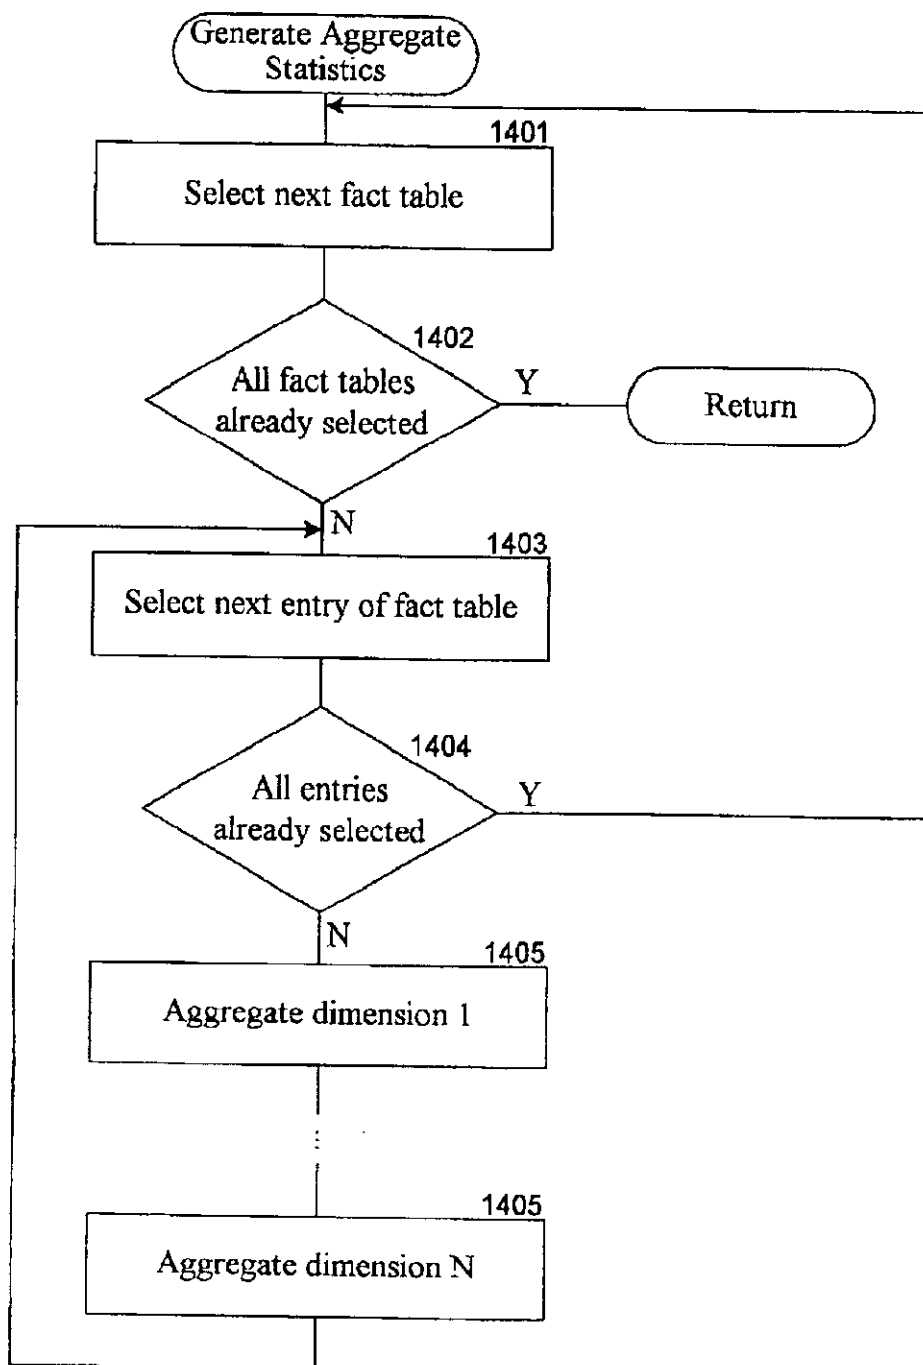 Generate Aggregate
Statistics
1401
Select next fact table
1402
All fact tables
already selected
Y
Return
N
1403
Select next entry of fact table
1404
All entries
already selected
Y
N
1405
Aggregate dimension 1
1405
Aggregate dimension N